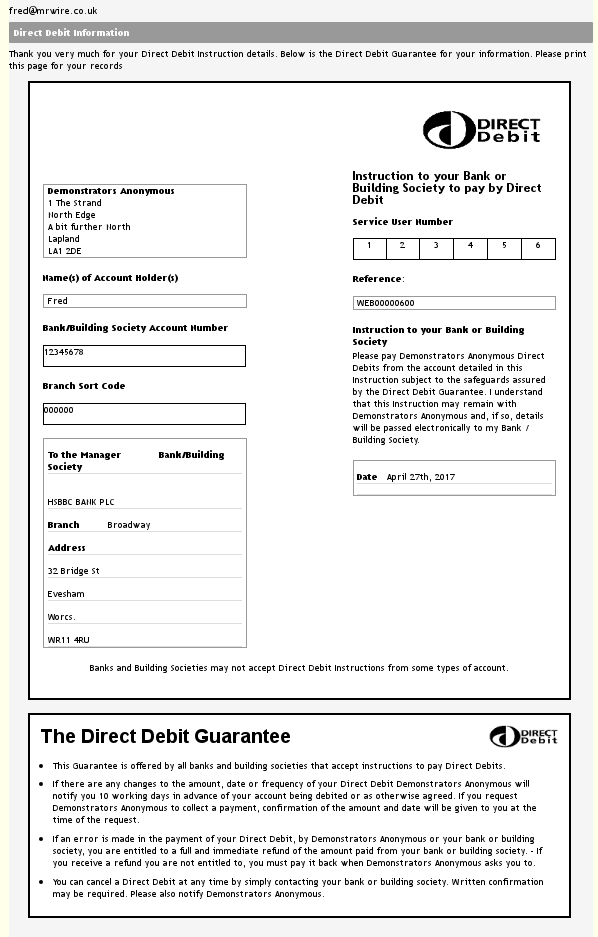 fred@mrwire.co.uk
Direct Debit Information
Thank you very much for your Direct Debit Instruction details. Below is the Direct Debit Guarantee for your information. Please print
this page for your records
DIRECT
Debit
Demonstrators Anonymous
1 The Strand
North Edge
A bit further North
Lapland
LA1 2DE
Name(s) of Account Holder(s)
Fred
Bank/Building Society Account Number
12345678
Branch Sort Code
000000
To the Manager Bank/Building
Society
HSBBC BANK PLC
Branch Broadway
Address
32 Bridge St
Evesham
Worcs.
WR11 4RU
Instruction to your Bank or
Building Society to pay by Direct
Debit
Service User Number
1 2 3 4 5 6
Reference:
WEB00000600
Instruction to your Bank or Building
Society
Please pay Demonstrators Anonymous Direct
Debits from the account detailed in this
Instruction subject to the safeguards assured
by the Direct Debit Guarantee. I understand
that this Instruction may remain with
Demonstrators Anonymous and, if so, details
will be passed electronically to my Bank /
Building Society.
Date April 27th, 2017
Banks and Building Societies may not accept Direct Debit Instructions from some types of account.
The Direct Debit Guarantee
DIRECT
Debit
• This Guarantee is offered by all banks and building societies that accept instructions to pay Direct Debits.
• If there are any changes to the amount, date or frequency of your Direct Debit Demonstrators Anonymous will
notify you 10 working days in advance of your account being debited or as otherwise agreed. If you request
Demonstrators Anonymous to collect a payment, confirmation of the amount and date will be given to you at the
time of the request.
• If an error is made in the payment of your Direct Debit, by Demonstrators Anonymous or your bank or building
society, you are entitled to a full and immediate refund of the amount paid from your bank or building society. - If
you receive a refund you are not entitled to, you must pay it back when Demonstrators Anonymous asks you to.
• You can cancel a Direct Debit at any time by simply contacting your bank or building society. Written confirmation
may be required. Please also notify Demonstrators Anonymous.